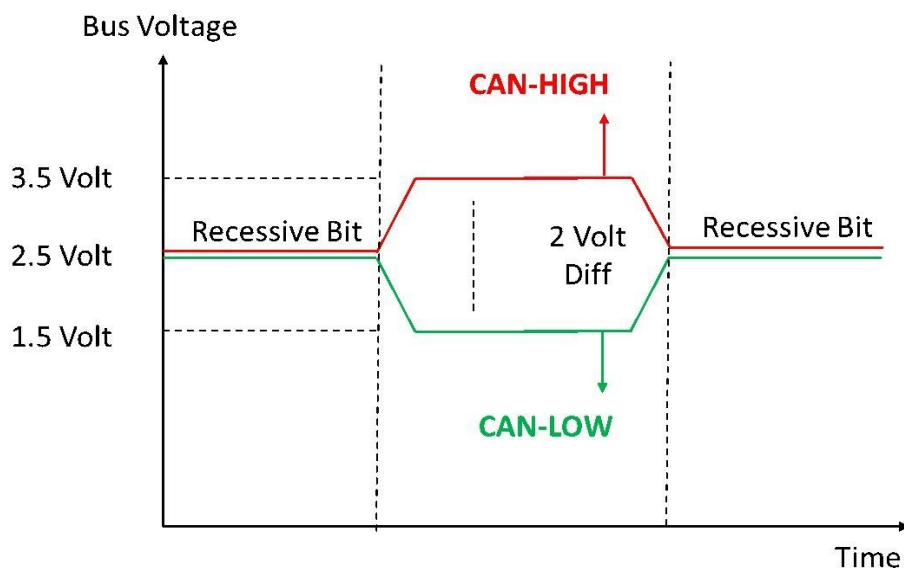 Bus Voltage
CAN-HIGH
3.5 Volt
Recessive Bit
2 Volt
Diff
Recessive Bit
2.5 Volt
1.5 Volt
CAN-LOW
Time